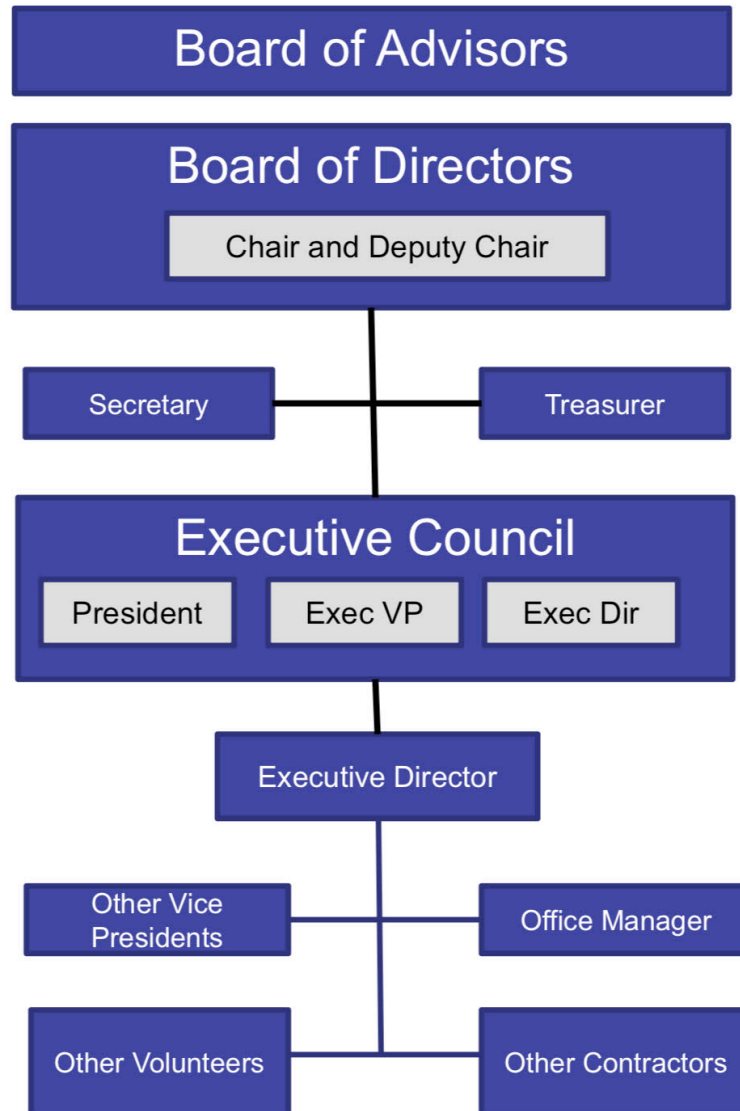 Board of Advisors
Board of Directors
Chair and Deputy Chair
Secretary
Treasurer
Executive Council
President
Exec VP
Exec Dir
Executive Director
Other Vice
Presidents
Office Manager
Other Volunteers
Other Contractors